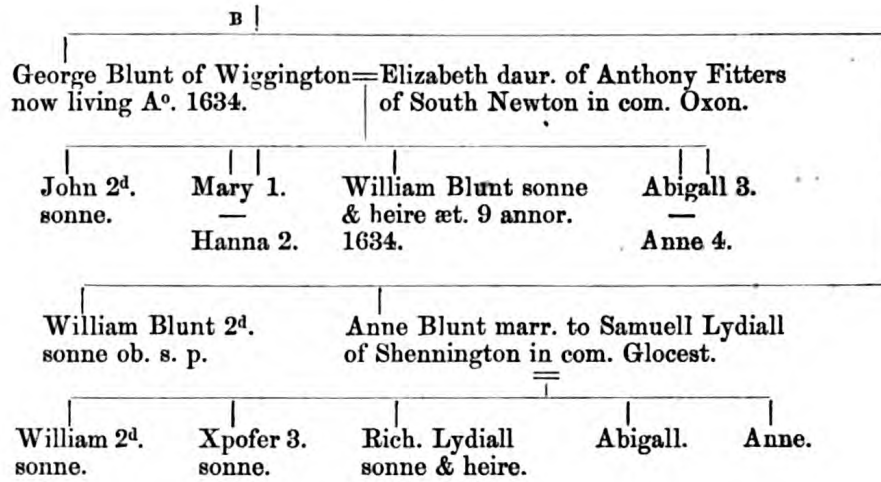 B
George Blunt of Wiggington=Elizabeth daur. of Anthony Fitters
now living Aº. 1634. of South Newton in com. Oxon.
John 2ᵈ. Mary 1. William Blunt sonne Abigall 3.
sonne. — & heire æt. 9 annor. —
Hanna 2. 1634. Anne 4.
William Blunt 2ᵈ. Anne Blunt marr. to Samuell Lydiall
sonne ob. s. p. of Shennington in com. Glocest.
=
William 2ᵈ. Xpofer 3. Rich. Lydiall Abigall. Anne.
sonne. sonne. sonne & heire.